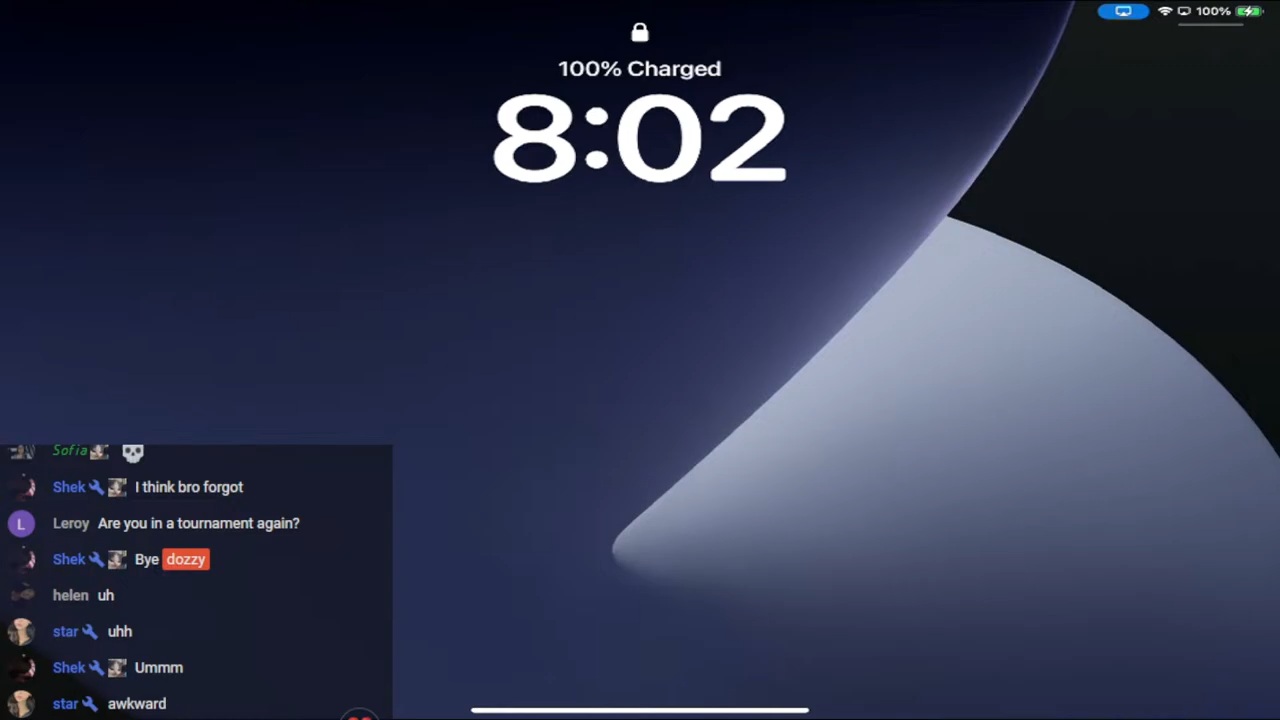 100%
100% Charged
8:02
Sofia
Shek I think bro forgot
L Leroy Are you in a tournament again?
Shek Bye dozzy
helen uh
star uhh
Shek Ummm
star awkward